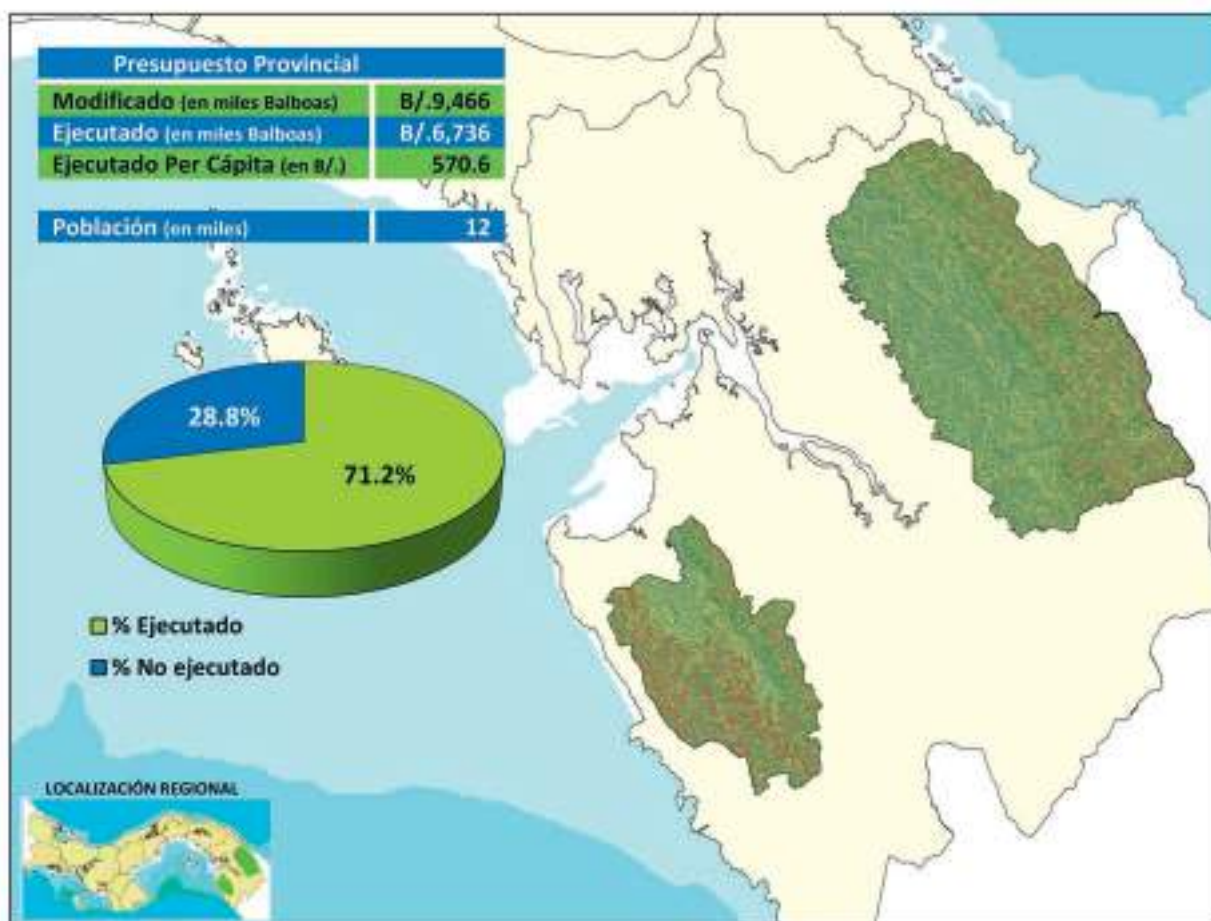 Presupuesto Provincial
Modificado (en miles Balboas) B/.9,466
Ejecutado (en miles Balboas) B/.6,736
Ejecutado Per Cápita (en B/.) 570.6
Población (en miles) 12
28.8%
71.2%
% Ejecutado
% No ejecutado
LOCALIZACIÓN REGIONAL